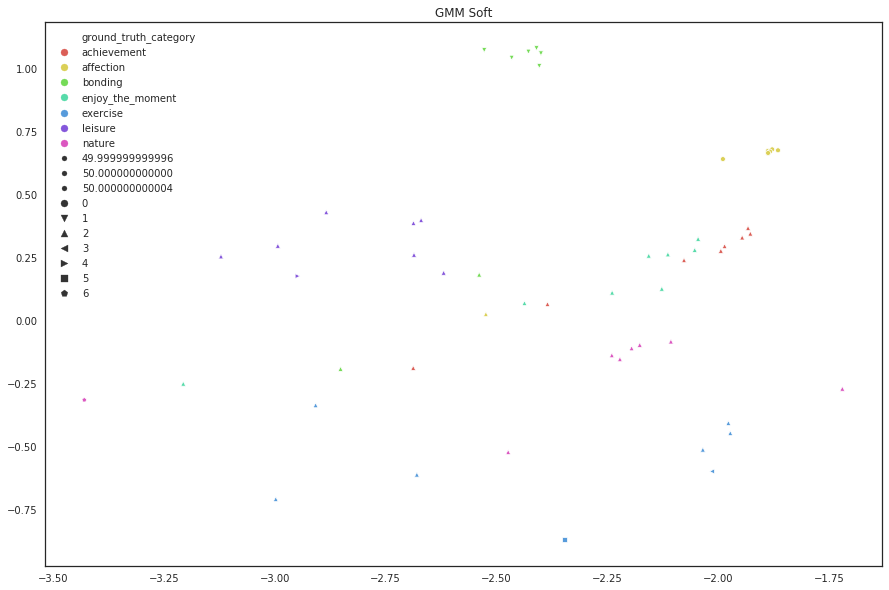 GMM Soft
ground_truth_category
achievement
affection
bonding
enjoy_the_moment
exercise
leisure
nature
49.999999999996
50.000000000000
50.000000000004
0
1
2
3
4
5
6
1.00
0.75
0.50
0.25
0.00
−0.25
−0.50
−0.75
−3.50 −3.25 −3.00 −2.75 −2.50 −2.25 −2.00 −1.75